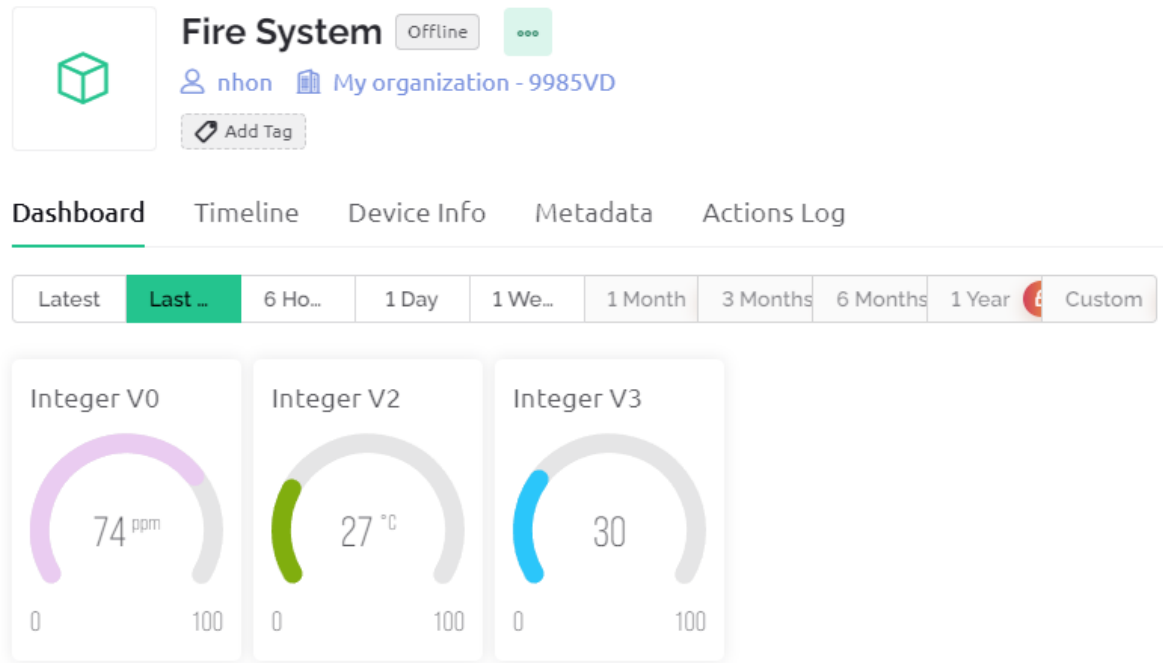 Fire System Offline
nhon My organization - 9985VD
Add Tag
Dashboard Timeline Device Info Metadata Actions Log
Latest Last ... 6 Ho... 1 Day 1 We... 1 Month 3 Months 6 Months 1 Year Custom
Integer V0 Integer V2 Integer V3
74 ppm 27 °C 30
0 100 0 100 0 100